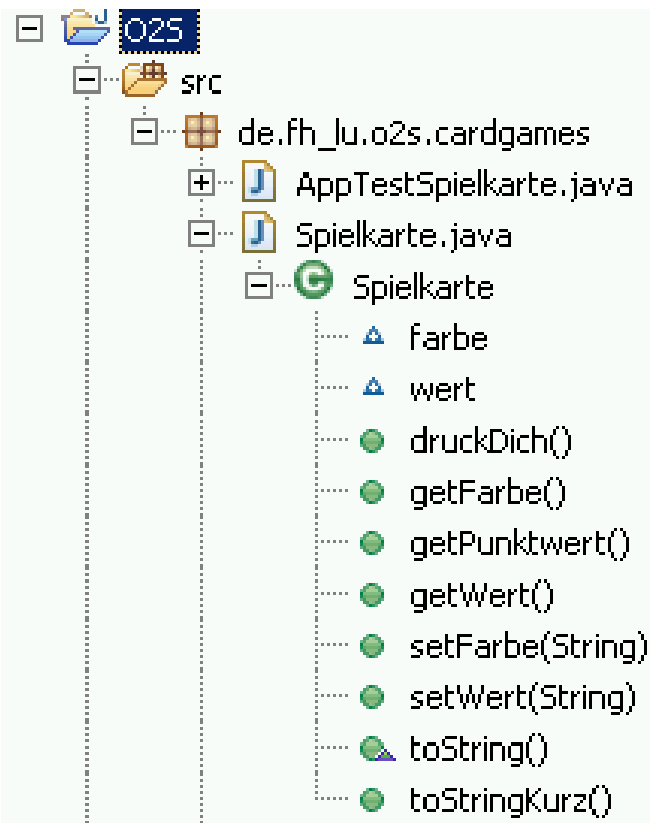 O2S
src
de.fh_lu.o2s.cardgames
AppTestSpielkarte.java
Spielkarte.java
Spielkarte
farbe
wert
druckDich()
getFarbe()
getPunktwert()
getWert()
setFarbe(String)
setWert(String)
toString()
toStringKurz()